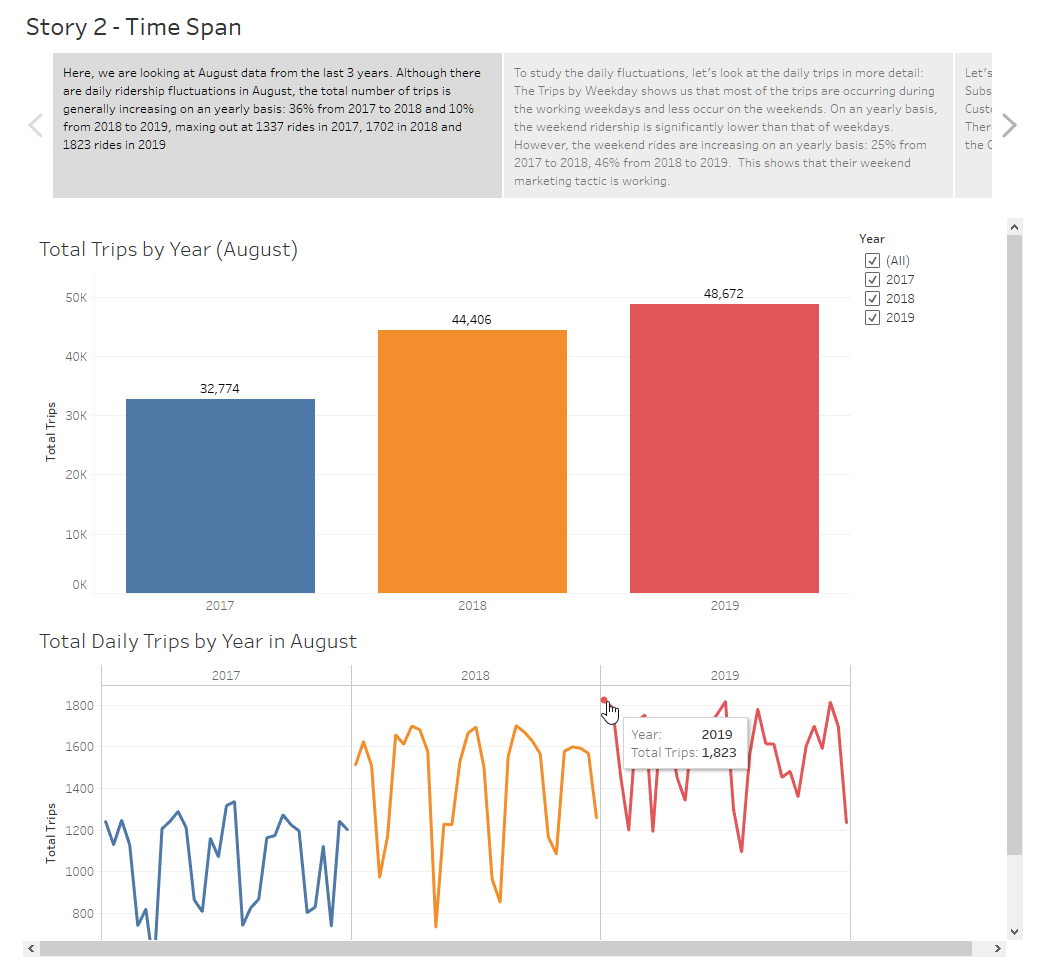 Story 2 - Time Span
Here, we are looking at August data from the last 3 years. Although there
are daily ridership fluctuations in August, the total number of trips is
generally increasing on an yearly basis: 36% from 2017 to 2018 and 10%
from 2018 to 2019, maxing out at 1337 rides in 2017, 1702 in 2018 and
1823 rides in 2019
To study the daily fluctuations, let's look at the daily trips in more detail:
The Trips by Weekday shows us that most of the trips are occurring during
the working weekdays and less occur on the weekends. On an yearly basis,
the weekend ridership is significantly lower than that of weekdays.
However, the weekend rides are increasing on an yearly basis: 25% from
2017 to 2018, 46% from 2018 to 2019.  This shows that their weekend
marketing tactic is working.
Let's
Subs
Custo
Ther
the
Total Trips by Year (August)
Year
(All)
2017
2018
2019
50K
40K
30K
20K
10K
0K
Total Trips
32,774
44,406
48,672
2017
2018
2019
Total Daily Trips by Year in August
2017
2018
2019
1800
1600
1400
1200
1000
800
Total Trips
Year: 2019
Total Trips: 1,823